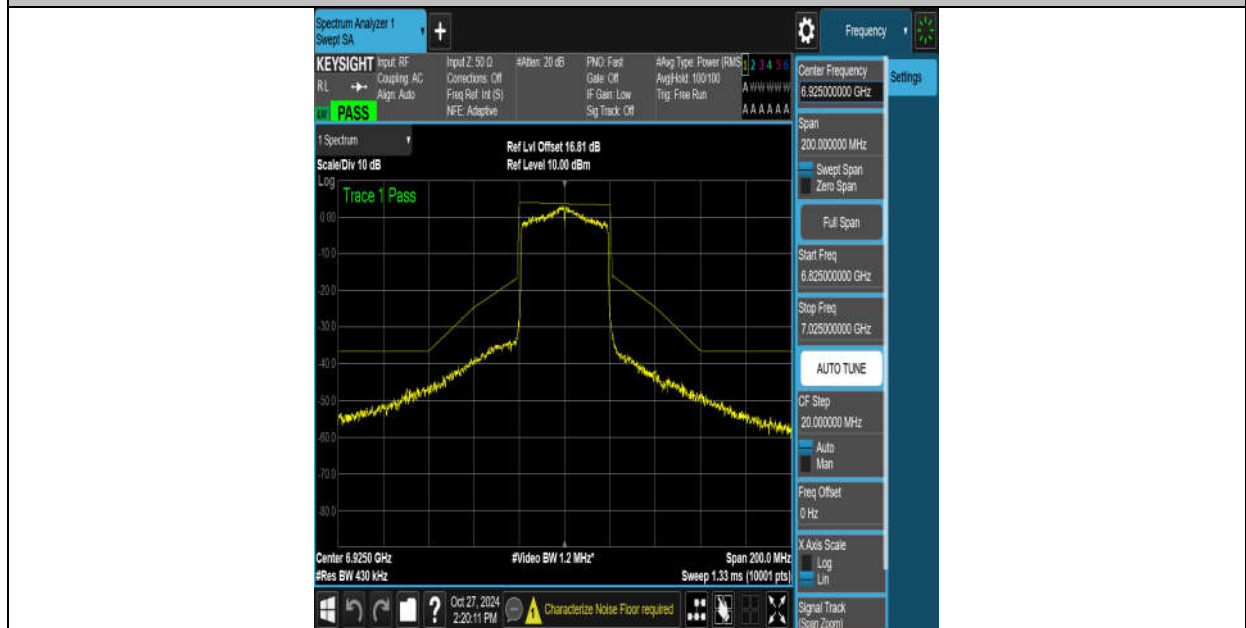 Spectrum Analyzer 1
Swept SA
+
Frequency
KEYSIGHT
RL
PASS
Input: RF
Coupling: AC
Align: Auto
Input Z: 50 Ω
Corrections: Off
Freq Ref: Int (S)
NFE: Adaptive
#Atten: 20 dB
PNO: Fast
Gate: Off
IF Gain: Low
Sig Track: Off
#Avg Type: Power (RMS
Avg|Hold: 100/100
Trig: Free Run
1 2 3 4 5 6
A W W W W W
A A A A A A
1 Spectrum
Scale/Div 10 dB
Ref Lvl Offset 16.81 dB
Ref Level 10.00 dBm
Log
Trace 1 Pass
0.00
-10.0
-20.0
-30.0
-40.0
-50.0
-60.0
-70.0
-80.0
Center 6.9250 GHz
#Res BW 430 kHz
#Video BW 1.2 MHz*
Span 200.0 MHz
Sweep 1.33 ms (10001 pts)
Center Frequency
6.925000000 GHz
Settings
Span
200.000000 MHz
Swept Span
Zero Span
Full Span
Start Freq
6.825000000 GHz
Stop Freq
7.025000000 GHz
AUTO TUNE
CF Step
20.000000 MHz
Auto
Man
Freq Offset
0 Hz
X Axis Scale
Log
Lin
Signal Track
(Span Zoom)
?
Oct 27, 2024
2:20:11 PM
Characterize Noise Floor required